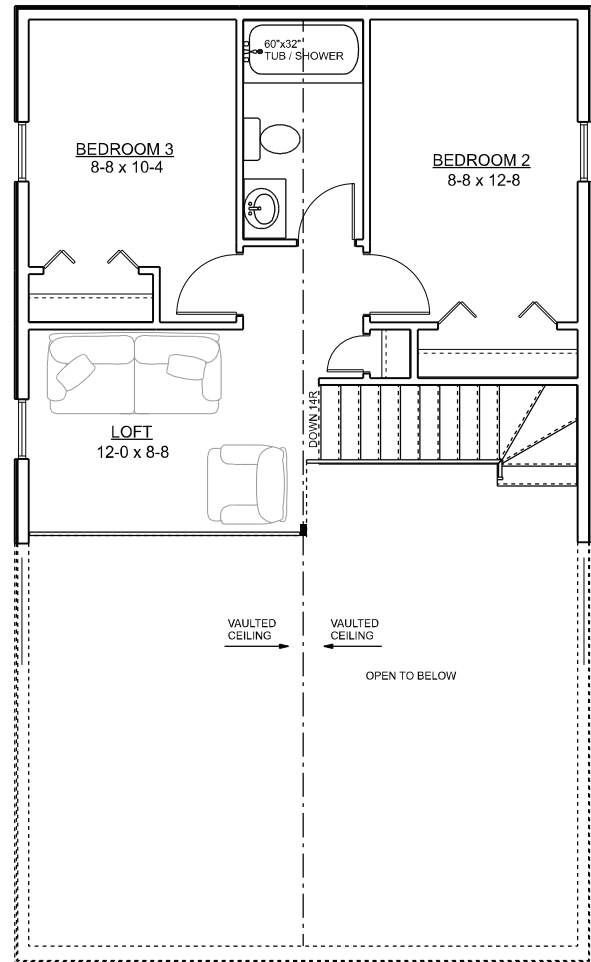 60"x32"
TUB / SHOWER
BEDROOM 3
8-8 x 10-4
BEDROOM 2
8-8 x 12-8
DOWN 14R
LOFT
12-0 x 8-8
VAULTED
CEILING
VAULTED
CEILING
OPEN TO BELOW